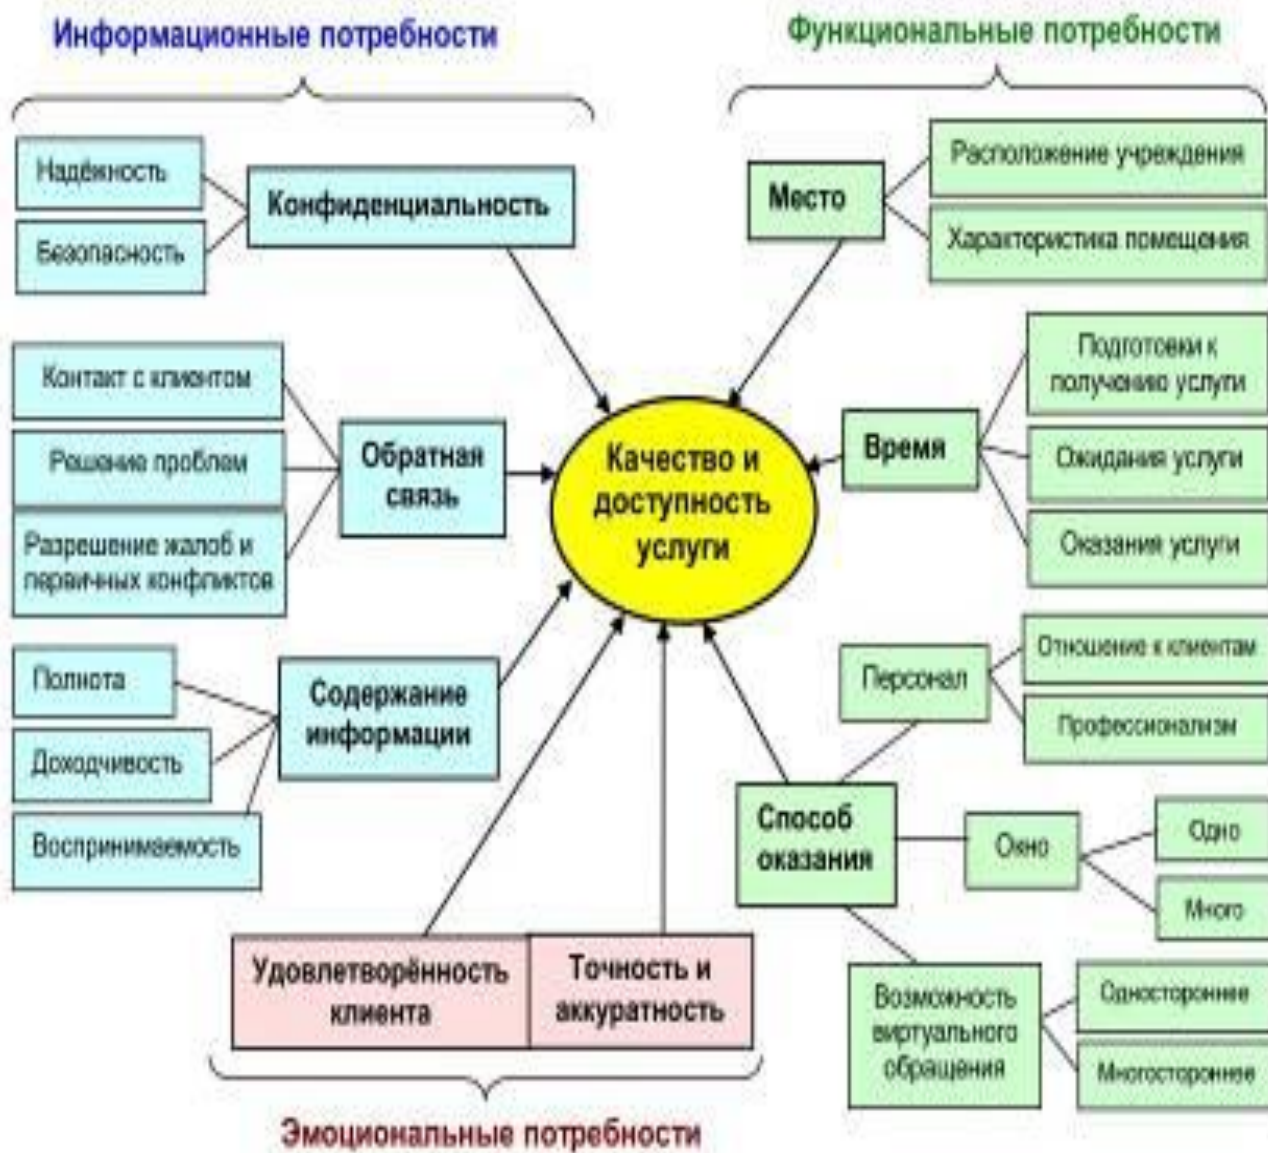 Информационные потребности
Функциональные потребности
Надёжность
Безопасность
Конфиденциальность
Место
Расположение учреждения
Характеристика помещения
Контакт с клиентом
Решение проблем
Разрешение жалоб и
первичных конфликтов
Обратная
связь
Качество и
доступность
услуги
Время
Подготовки к
получению услуги
Ожидания услуги
Оказания услуги
Полнота
Доходчивость
Воспринимаемость
Содержание
информации
Персонал
Отношение к клиентам
Профессионализм
Способ
оказания
Окно
Одно
Много
Возможность
виртуального
обращения
Одностороннее
Многостороннее
Удовлетворённость
клиента
Точность и
аккуратность
Эмоциональные потребности